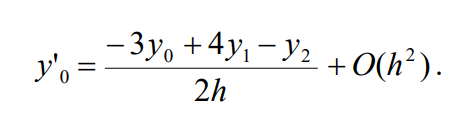 y'₀ = (−3y₀ + 4y₁ − y₂) / 2h + O(h²).